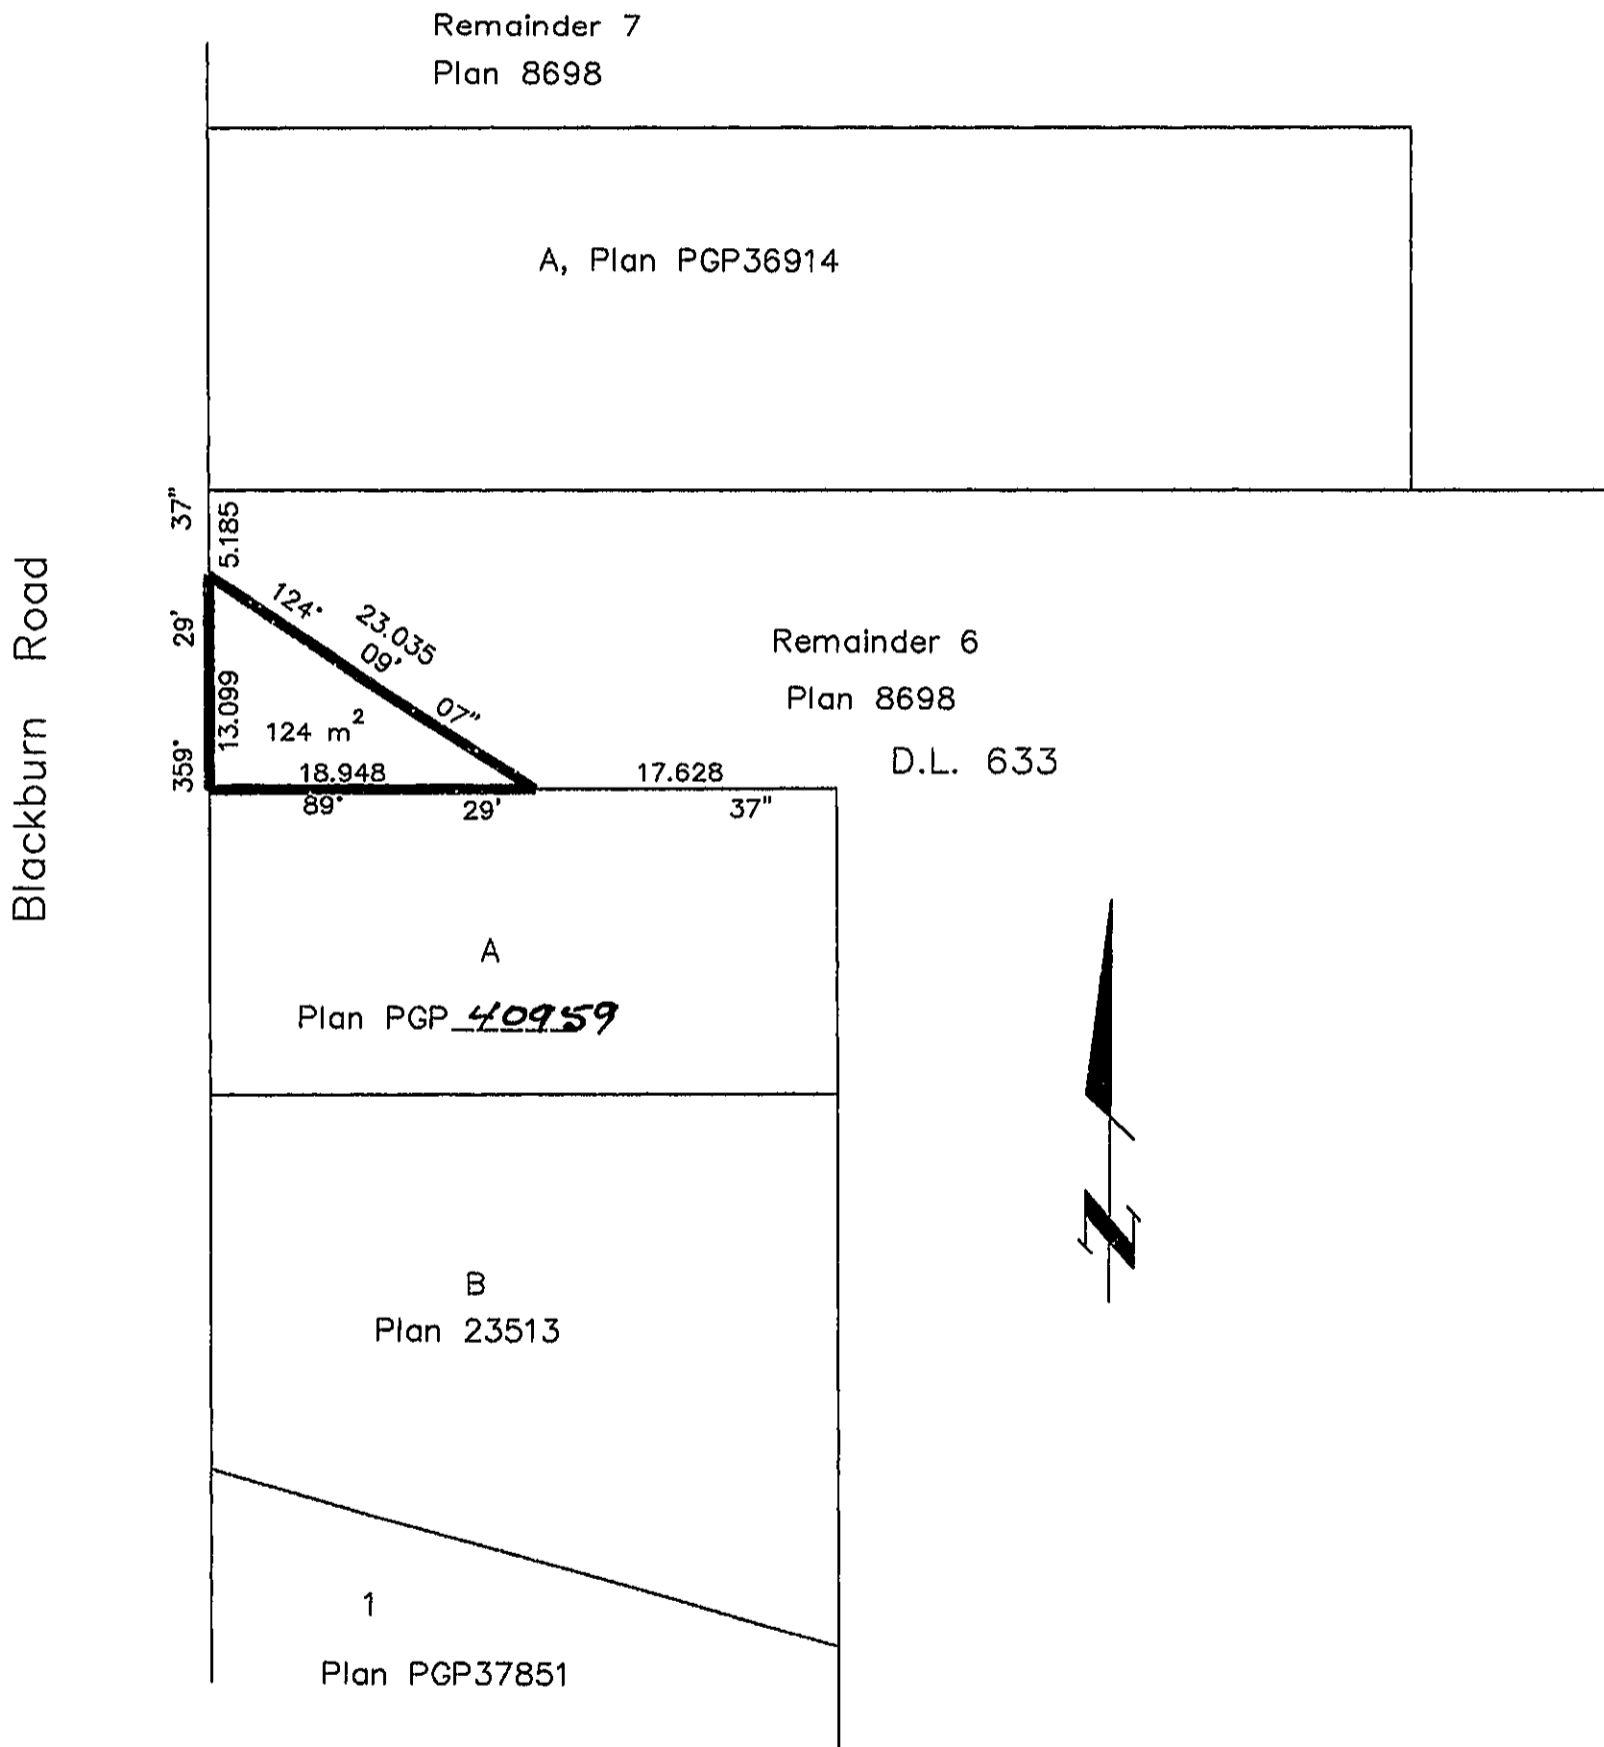 Remainder 7
Plan 8698
A, Plan PGP36914
Blackburn Road
359° 29' 37"
5.185
13.099
124° 09' 07"
23.035
124 m²
18.948
17.628
89° 29' 37"
Remainder 6
Plan 8698
D.L. 633
A
Plan PGP 40959
N
B
Plan 23513
1
Plan PGP37851